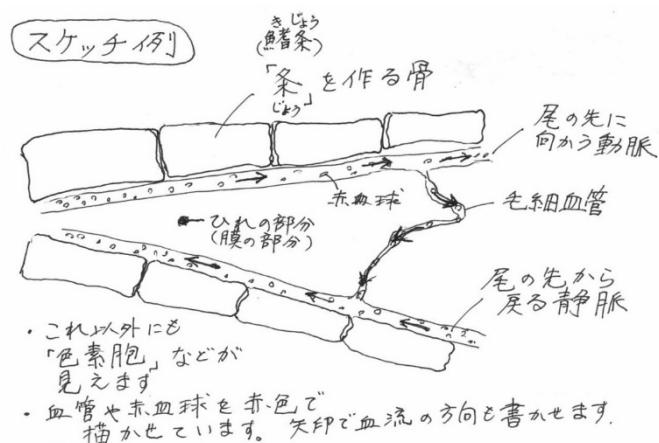 スケッチ例
きじょう
(鰭条)
「条」を作る骨
じょう
尾の先に
向かう動脈
赤血球
毛細血管
ひれの部分
(膜の部分)
尾の先から
戻る静脈
・これ以外にも
「色素胞」などが
見えます
・血管や赤血球を赤色で
描かせています。矢印で血流の方向も書かせます.